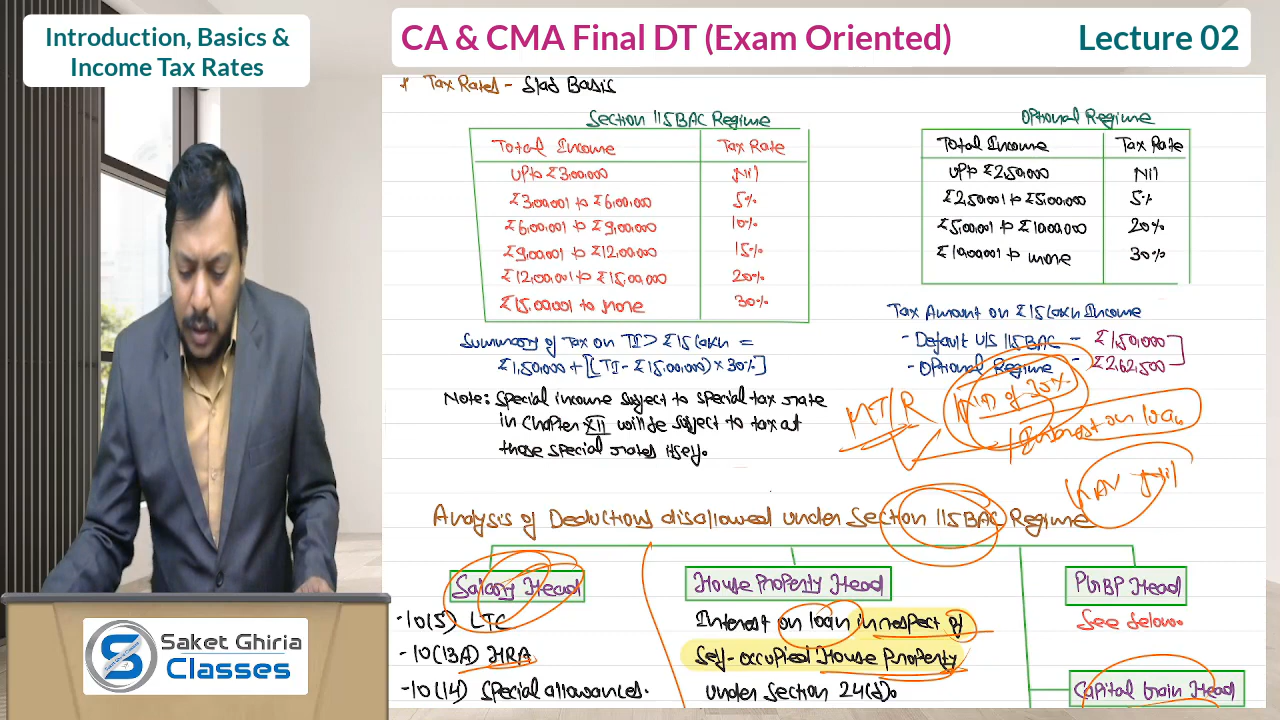 Introduction, Basics &
Income Tax Rates
CA & CMA Final DT (Exam Oriented)
Lecture 02
* Tax Rates - Slab Basis
Section 115BAC Regime
Total Income Tax Rate
upto ₹3,00,000 Nil
₹3,00,001 to ₹6,00,000 5%
₹6,00,001 to ₹9,00,000 10%
₹9,00,001 to ₹12,00,000 15%
₹12,00,001 to ₹15,00,000 20%
₹15,00,001 to more 30%
Optional Regime
Total Income Tax Rate
upto ₹2,50,000 Nil
₹2,50,001 to ₹5,00,000 5%
₹5,00,001 to ₹10,00,000 20%
₹10,00,001 to more 30%
Summary of Tax on TI > ₹15 lakh =
₹1,50,000 + [(TI - ₹15,00,000) × 30%]
Note: Special income subject to special tax rate
in Chapter XII will be subject to tax at
those special rates itself.
Tax Amount on ₹15 lakh Income
- Default u/s 115BAC - ₹1,50,000
- Optional Regime - ₹2,62,500
Interest on loan
Nil
Analysis of Deductions disallowed under Section 115BAC Regime
Salary Head
- 10(5) LTC
- 10(13A) HRA
- 10(14) Special allowances.
House Property Head
Interest on loan in respect of
Self-occupied House Property
under Section 24(b).
PGBP Head
See below.
Capital Gain Head
Saket Ghiria
Classes